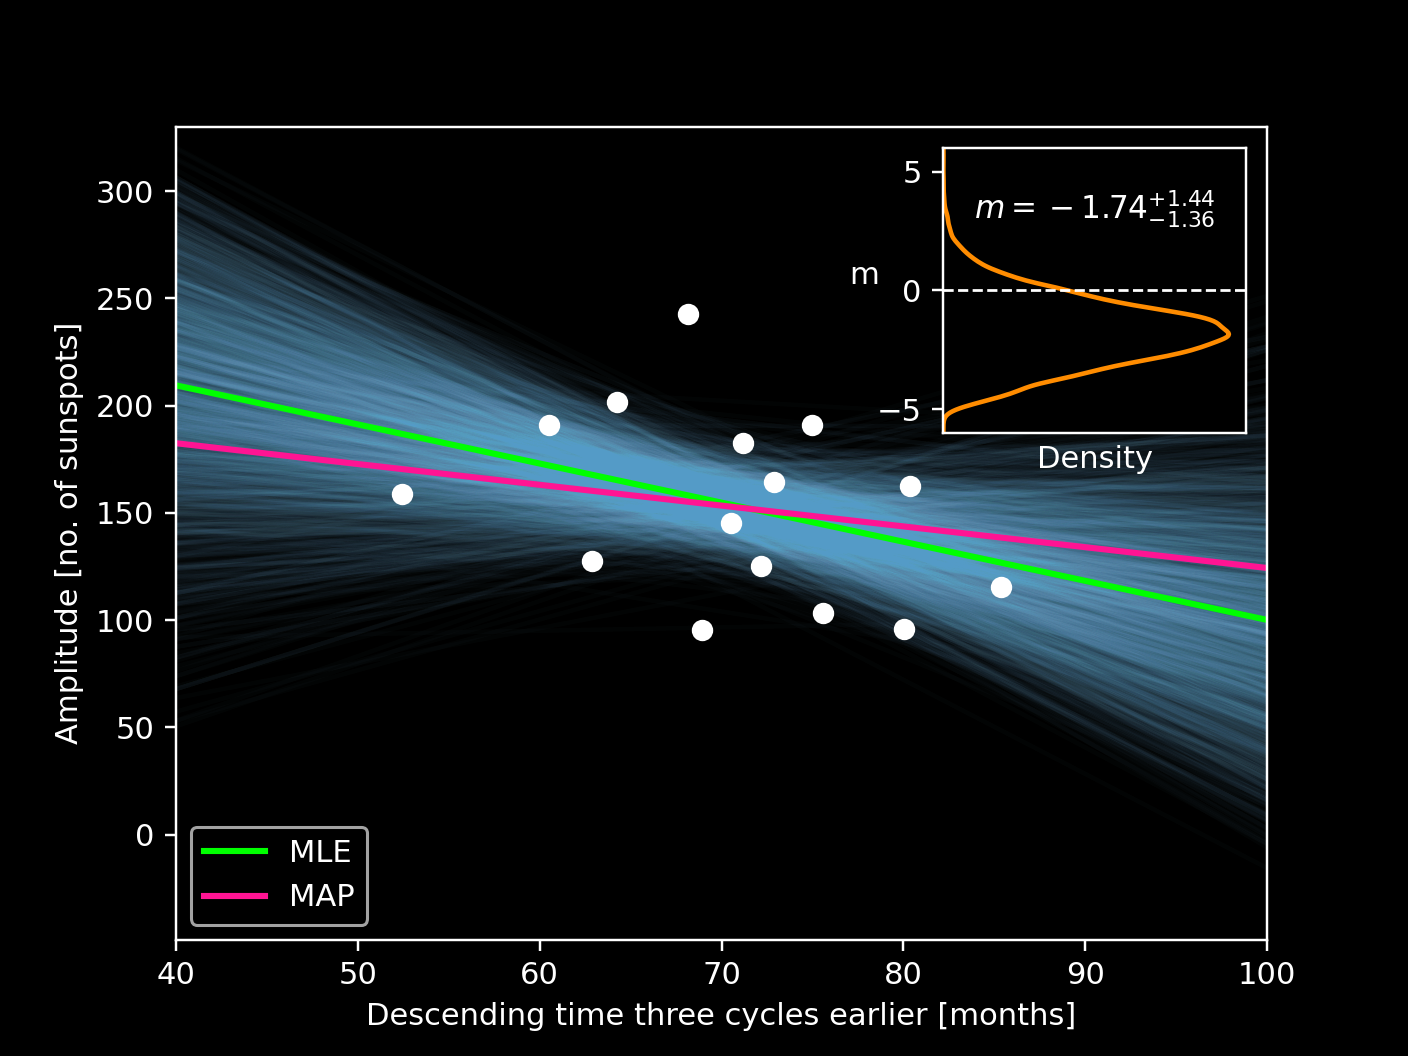 300
250
200
150
100
50
0
Amplitude [no. of sunspots]
40 50 60 70 80 90 100
Descending time three cycles earlier [months]
MLE
MAP
5
0
−5
m
m = −1.74 +1.44 −1.36
Density